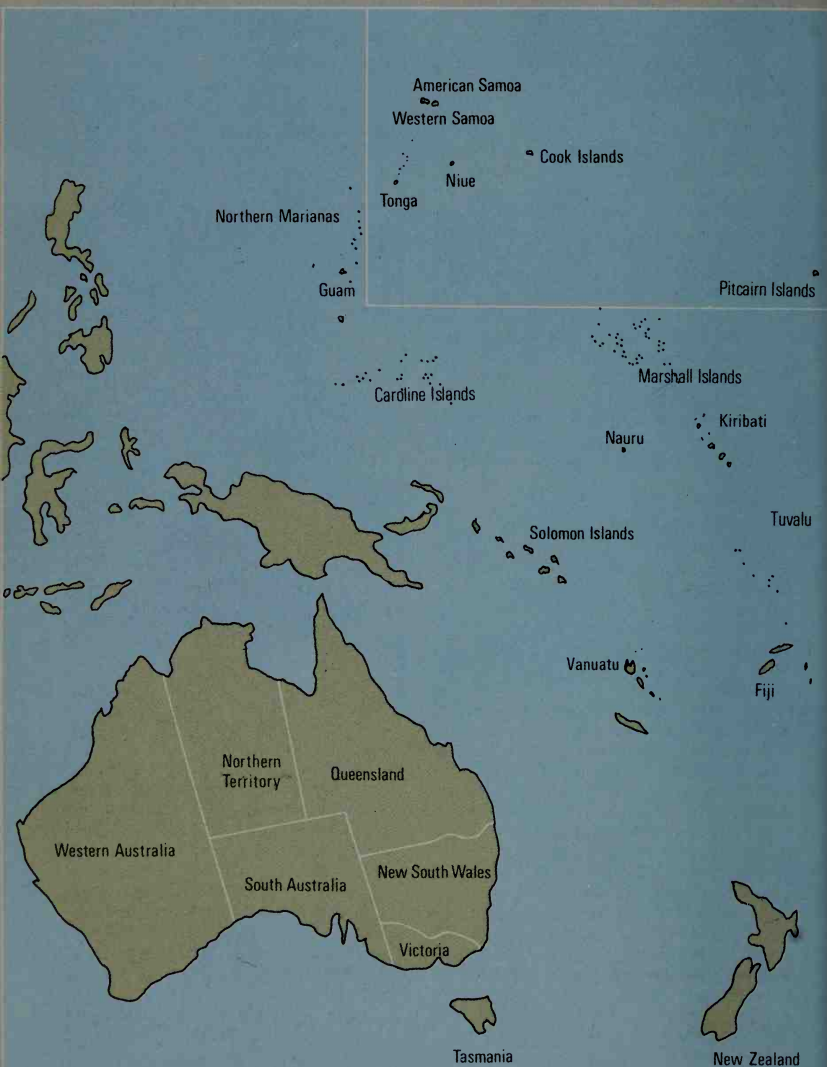 American Samoa
Western Samoa
Cook Islands
Niue
Tonga
Northern Marianas
Guam
Pitcairn Islands
Marshall Islands
Caroline Islands
Kiribati
Nauru
Tuvalu
Solomon Islands
Vanuatu
Fiji
Northern
Territory
Queensland
Western Australia
New South Wales
South Australia
Victoria
Tasmania
New Zealand